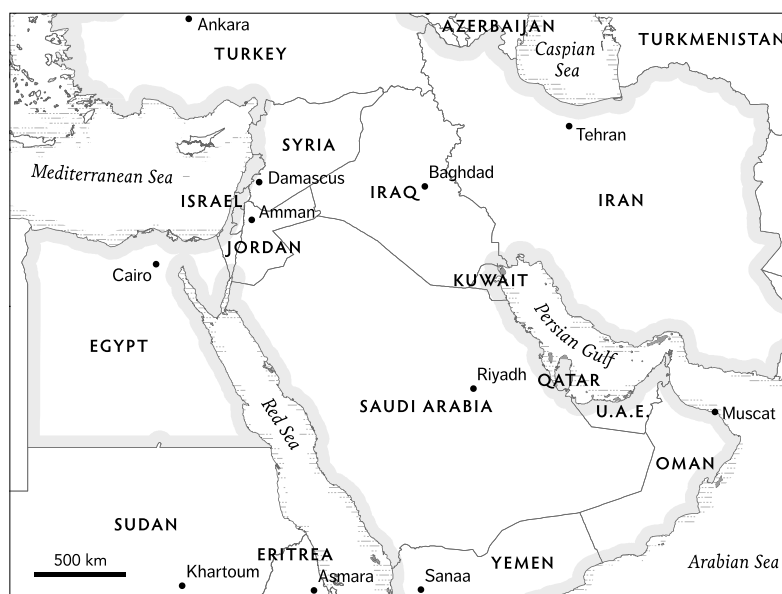 Ankara
TURKEY
AZERBAIJAN
Caspian
Sea
TURKMENISTAN
Tehran
SYRIA
Mediterranean Sea
Damascus
Baghdad
IRAQ
ISRAEL
IRAN
Amman
JORDAN
Cairo
KUWAIT
Persian Gulf
EGYPT
Riyadh
QATAR
SAUDI ARABIA
U.A.E.
Muscat
Red Sea
OMAN
SUDAN
500 km
ERITREA
YEMEN
Arabian Sea
Khartoum
Asmara
Sanaa